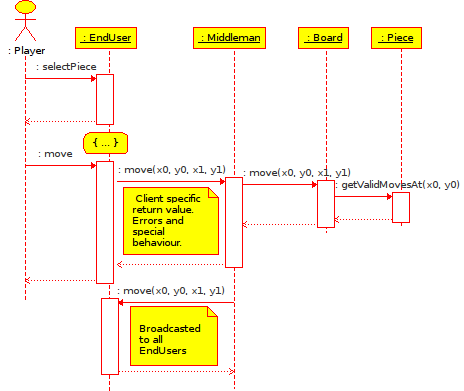 : Player
: EndUser
: Middleman
: Board
: Piece
: selectPiece
{ ... }
: move
: move(x0, y0, x1, y1)
: move(x0, y0, x1, y1)
: getValidMovesAt(x0, y0)
Client specific
return value.
Errors and
special
behaviour.
: move(x0, y0, x1, y1)
Broadcasted
to all
EndUsers